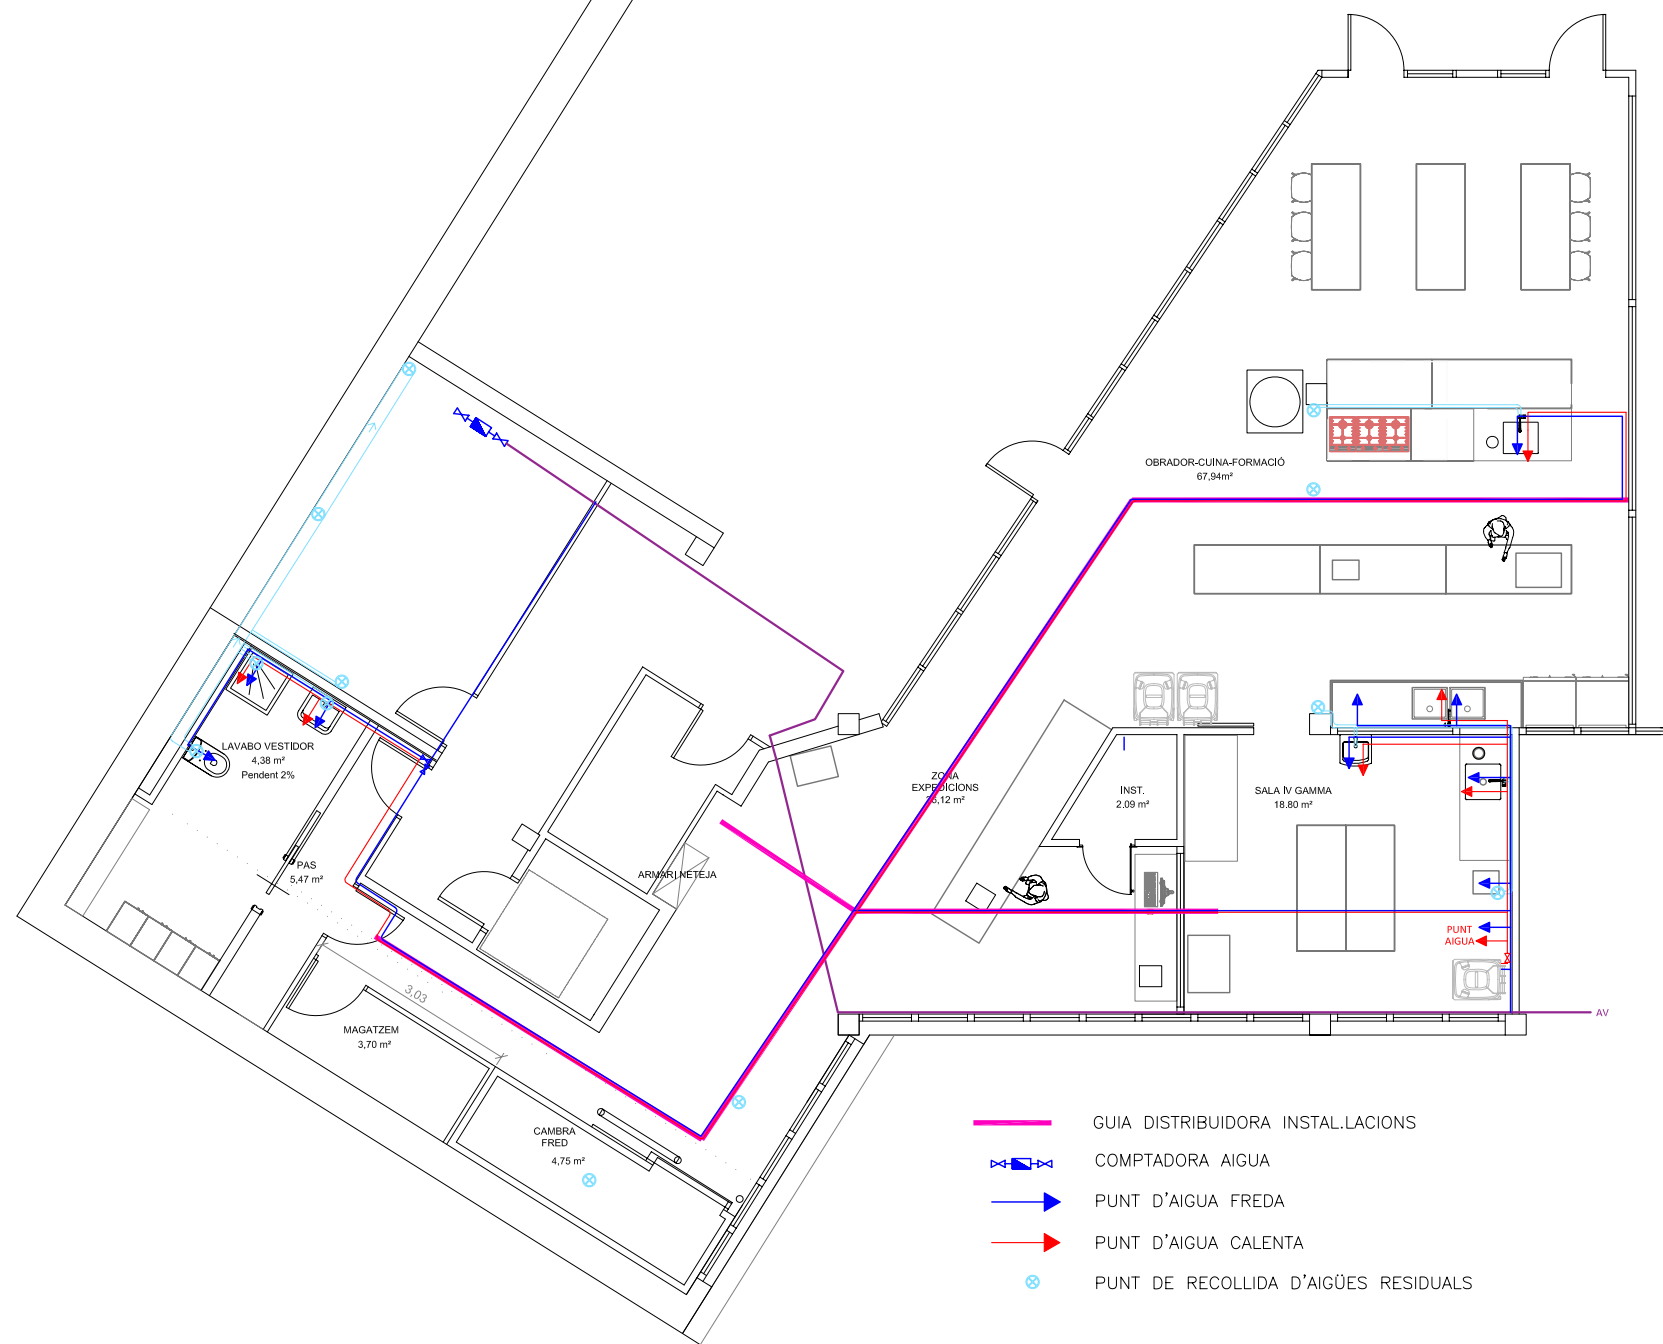 OBRADOR-CUINA-FORMACIÓ
67,94m²
LAVABO VESTIDOR
4,38 m²
Pendent 2%
ZONA
EXPEDICIONS
m²
INST.
2.09 m²
SALA IV GAMMA
18.80 m²
PAS
5,47 m²
ARMARI NETEJA
PUNT
AIGUA
3,03
MAGATZEM
3,70 m²
AV
CAMBRA
FRED
4,75 m²
GUIA DISTRIBUIDORA INSTAL.LACIONS
COMPTADORA AIGUA
PUNT D'AIGUA FREDA
PUNT D'AIGUA CALENTA
PUNT DE RECOLLIDA D'AIGÜES RESIDUALS